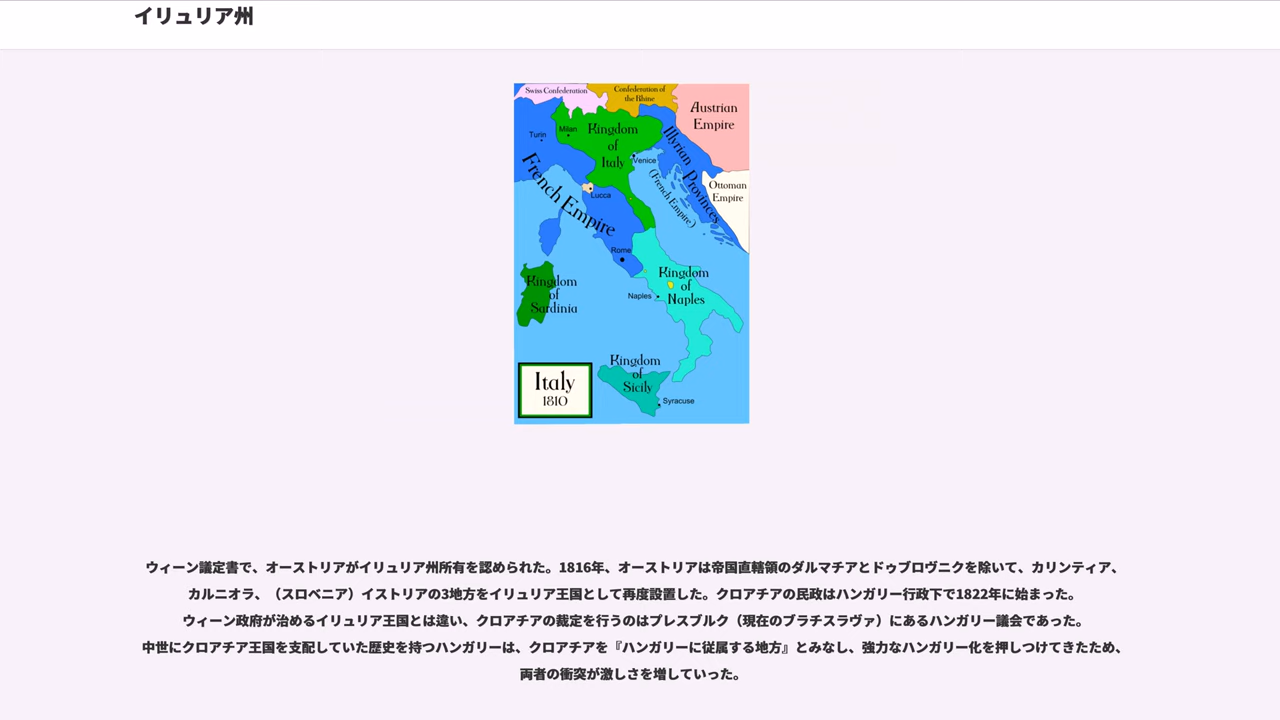 イリュリア州
Swiss Confederation
Confederation of
the Rhine
Austrian
Empire
Turin
Milan
Kingdom
of
Italy
Venice
Illyrian Provinces
(French Empire)
Ottoman
Empire
French Empire
Lucca
Rome
Kingdom
of
Sardinia
Naples
Kingdom
of
Naples
Kingdom
of
Sicily
Syracuse
Italy
1810
ウィーン議定書で、オーストリアがイリュリア州所有を認められた。1816年、オーストリアは帝国直轄領のダルマチアとドゥブロヴニクを除いて、カリンティア、
カルニオラ、（スロベニア）イストリアの3地方をイリュリア王国として再度設置した。クロアチアの民政はハンガリー行政下で1822年に始まった。
ウィーン政府が治めるイリュリア王国とは違い、クロアチアの裁定を行うのはプレスブルク（現在のブラチスラヴァ）にあるハンガリー議会であった。
中世にクロアチア王国を支配していた歴史を持つハンガリーは、クロアチアを『ハンガリーに従属する地方』とみなし、強力なハンガリー化を押しつけてきたため、
両者の衝突が激しさを増していった。